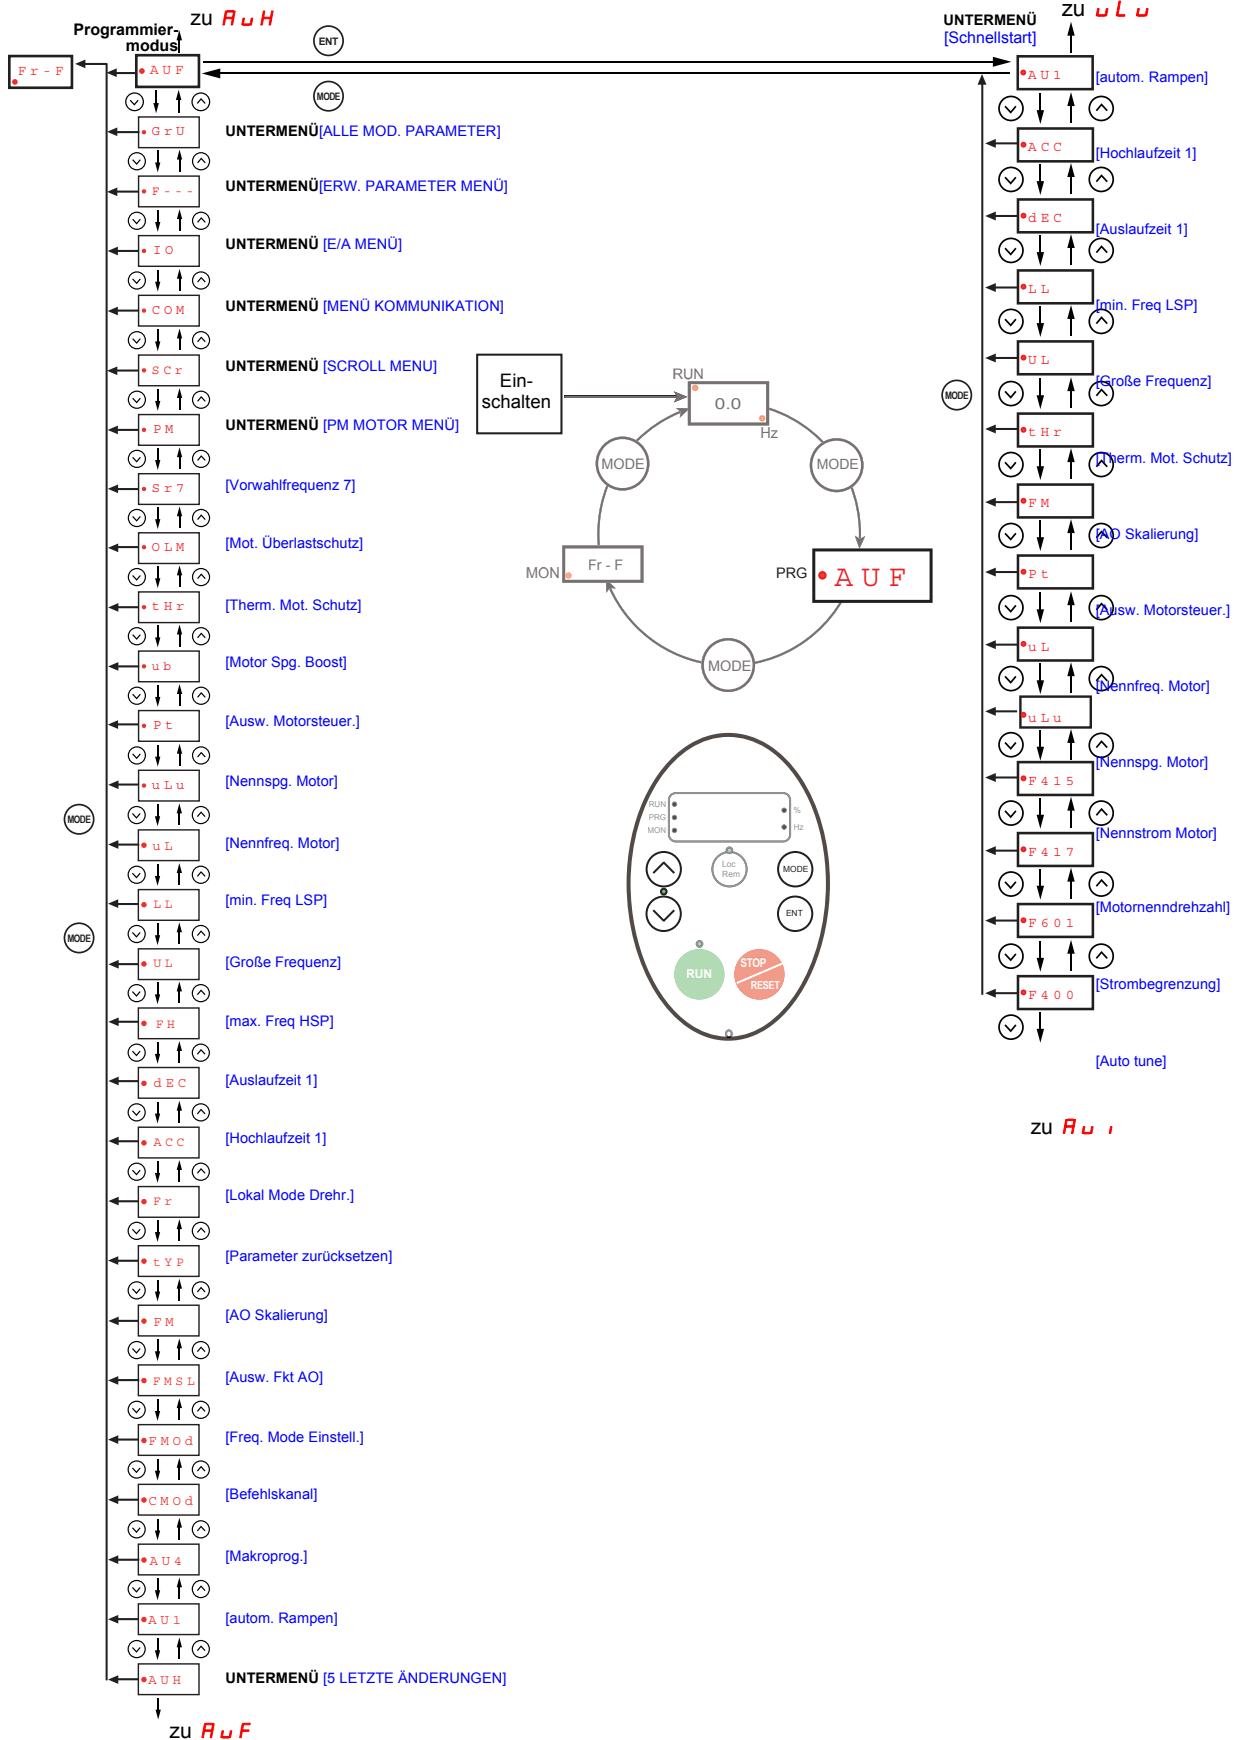 zu AuH
Programmier-
modus
ENT
MODE
Fr-F
AUF
GrU
UNTERMENÜ[ALLE MOD. PARAMETER]
F---
UNTERMENÜ[ERW. PARAMETER MENÜ]
IO
UNTERMENÜ [E/A MENÜ]
COM
UNTERMENÜ [MENÜ KOMMUNIKATION]
SCr
UNTERMENÜ [SCROLL MENU]
PM
UNTERMENÜ [PM MOTOR MENÜ]
Sr7
[Vorwahlfrequenz 7]
OLM
[Mot. Überlastschutz]
tHr
[Therm. Mot. Schutz]
ub
[Motor Spg. Boost]
Pt
[Ausw. Motorsteuer.]
uLu
[Nennspg. Motor]
MODE
uL
[Nennfreq. Motor]
LL
[min. Freq LSP]
MODE
UL
[Große Frequenz]
FH
[max. Freq HSP]
dEC
[Auslaufzeit 1]
ACC
[Hochlaufzeit 1]
Fr
[Lokal Mode Drehr.]
tYP
[Parameter zurücksetzen]
FM
[AO Skalierung]
FMSL
[Ausw. Fkt AO]
FMOd
[Freq. Mode Einstell.]
CMOd
[Befehlskanal]
AU4
[Makroprog.]
AU1
[autom. Rampen]
AUH
UNTERMENÜ [5 LETZTE ÄNDERUNGEN]
zu AuF
Ein-
schalten
RUN
0.0
Hz
MODE
MODE
MON
Fr - F
PRG
AUF
MODE
RUN
PRG
MON
%
Hz
Loc
Rem
MODE
ENT
RUN
STOP
RESET
UNTERMENÜ
[Schnellstart]
zu uLu
AU1
[autom. Rampen]
ACC
[Hochlaufzeit 1]
dEC
[Auslaufzeit 1]
LL
[min. Freq LSP]
UL
[Große Frequenz]
MODE
tHr
[Therm. Mot. Schutz]
FM
[AO Skalierung]
Pt
[Ausw. Motorsteuer.]
uL
[Nennfreq. Motor]
uLu
[Nennspg. Motor]
F415
[Nennstrom Motor]
F417
[Motornenndrehzahl]
F601
[Strombegrenzung]
F400
[Auto tune]
zu Au1